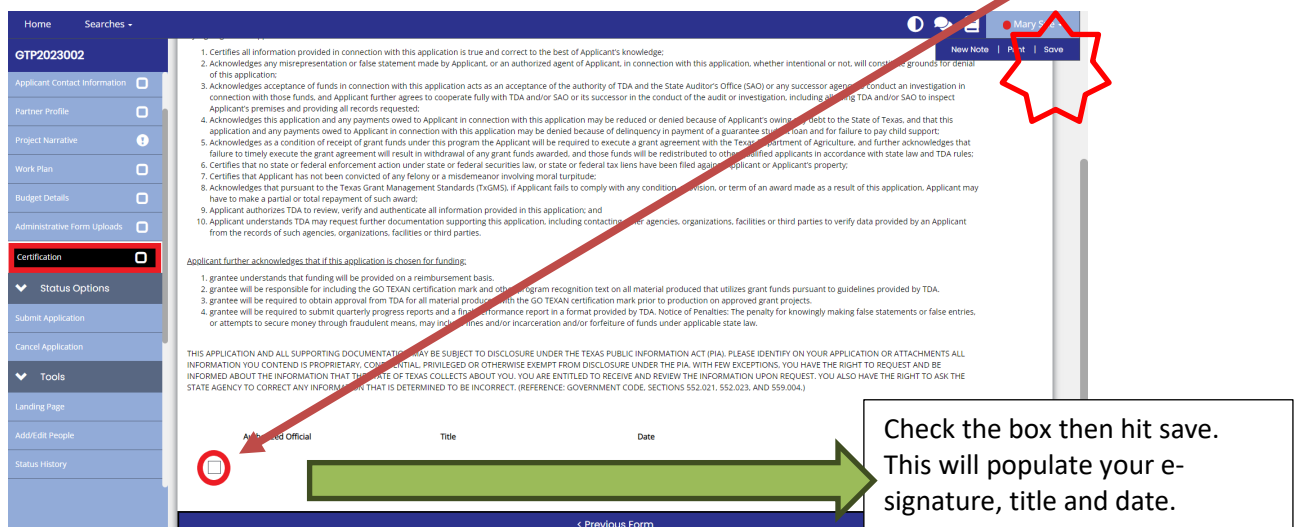 Home Searches
Mary S
GTP2023002
New Note | Print | Save
Applicant Contact Information
Partner Profile
Project Narrative
Work Plan
Budget Details
Administrative Form Uploads
Certification
Status Options
Submit Application
Cancel Application
Tools
Landing Page
Add/Edit People
Status History
1. Certifies all information provided in connection with this application is true and correct to the best of Applicant's knowledge;
2. Acknowledges any misrepresentation or false statement made by Applicant, or an authorized agent of Applicant, in connection with this application, whether intentional or not, will constitute grounds for denial
of this application;
3. Acknowledges acceptance of funds in connection with this application acts as an acceptance of the authority of TDA and the State Auditor's Office (SAO) or any successor agency to conduct an investigation in
connection with those funds, and Applicant further agrees to cooperate fully with TDA and/or SAO or its successor in the conduct of the audit or investigation, including allowing TDA and/or SAO to inspect
Applicant's premises and providing all records requested;
4. Acknowledges this application and any payments owed to Applicant in connection with this application may be reduced or denied because of Applicant's owing any debt to the State of Texas, and that this
application and any payments owed to Applicant in connection with this application may be denied because of delinquency in payment of a guarantee student loan and for failure to pay child support;
5. Acknowledges as a condition of receipt of grant funds under this program the Applicant will be required to execute a grant agreement with the Texas Department of Agriculture, and further acknowledges that
failure to timely execute the grant agreement will result in withdrawal of any grant funds awarded, and those funds will be redistributed to other qualified applicants in accordance with state law and TDA rules;
6. Certifies that no state or federal enforcement action under state or federal securities law, or state or federal tax liens have been filed against Applicant or Applicant's property;
7. Certifies that Applicant has not been convicted of any felony or a misdemeanor involving moral turpitude;
8. Acknowledges that pursuant to the Texas Grant Management Standards (TxGMS), if Applicant fails to comply with any condition, provision, or term of an award made as a result of this application, Applicant may
have to make a partial or total repayment of such award;
9. Applicant authorizes TDA to review, verify and authenticate all information provided in this application; and
10. Applicant understands TDA may request further documentation supporting this application, including contacting other agencies, organizations, facilities or third parties to verify data provided by an Applicant
from the records of such agencies, organizations, facilities or third parties.
Applicant further acknowledges that if this application is chosen for funding:
1. grantee understands that funding will be provided on a reimbursement basis.
2. grantee will be responsible for including the GO TEXAN certification mark and other program recognition text on all material produced that utilizes grant funds pursuant to guidelines provided by TDA.
3. grantee will be required to obtain approval from TDA for all material produced with the GO TEXAN certification mark prior to production on approved grant projects.
4. grantee will be required to submit quarterly progress reports and a final performance report in a format provided by TDA. Notice of Penalties: The penalty for knowingly making false statements or false entries,
or attempts to secure money through fraudulent means, may include fines and/or incarceration and/or forfeiture of funds under applicable state law.
THIS APPLICATION AND ALL SUPPORTING DOCUMENTATION MAY BE SUBJECT TO DISCLOSURE UNDER THE TEXAS PUBLIC INFORMATION ACT (PIA). PLEASE IDENTIFY ON YOUR APPLICATION OR ATTACHMENTS ALL
INFORMATION YOU CONTEND IS PROPRIETARY, CONFIDENTIAL, PRIVILEGED OR OTHERWISE EXEMPT FROM DISCLOSURE UNDER THE PIA. WITH FEW EXCEPTIONS, YOU HAVE THE RIGHT TO REQUEST AND BE
INFORMED ABOUT THE INFORMATION THAT THE STATE OF TEXAS COLLECTS ABOUT YOU. YOU ARE ENTITLED TO RECEIVE AND REVIEW THE INFORMATION UPON REQUEST. YOU ALSO HAVE THE RIGHT TO ASK THE
STATE AGENCY TO CORRECT ANY INFORMATION THAT IS DETERMINED TO BE INCORRECT. (REFERENCE: GOVERNMENT CODE, SECTIONS 552.021, 552.023, AND 559.004.)
Authorized Official Title Date
Check the box then hit save.
This will populate your e-
signature, title and date.
< Previous Form